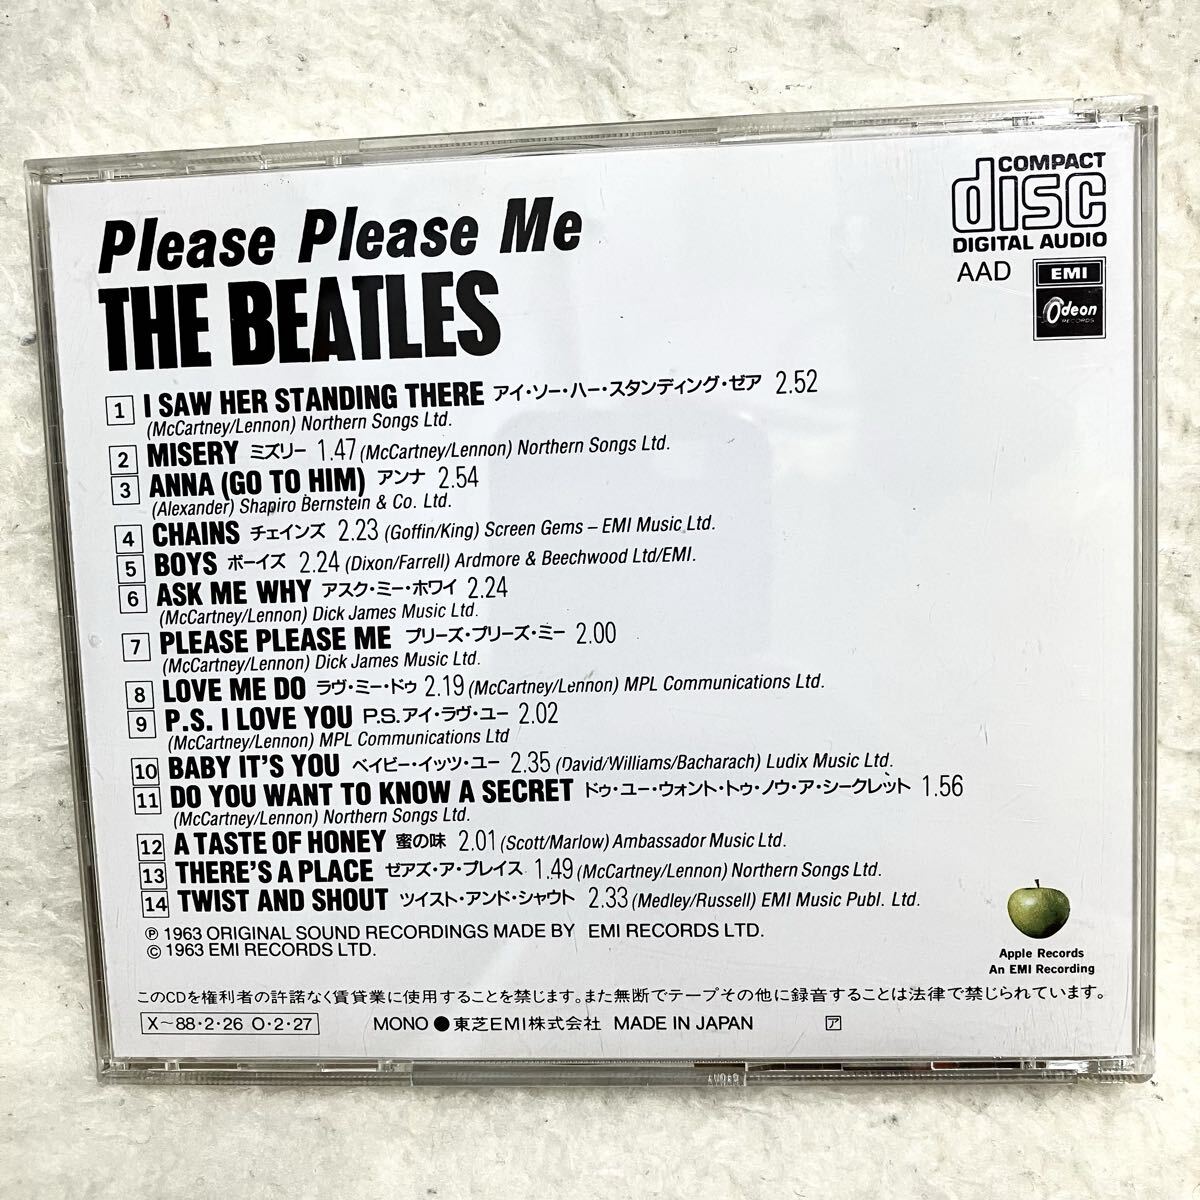 Please Please Me
THE BEATLES
COMPACT
disc
DIGITAL AUDIO
AAD
EMI
Odeon
RECORDS
1 I SAW HER STANDING THERE アイ・ソー・ハー・スタンディング・ゼア 2.52
(McCartney/Lennon) Northern Songs Ltd.
2 MISERY ミズリー 1.47 (McCartney/Lennon) Northern Songs Ltd.
3 ANNA (GO TO HIM) アンナ 2.54
(Alexander) Shapiro Bernstein & Co. Ltd.
4 CHAINS チェインズ 2.23 (Goffin/King) Screen Gems – EMI Music Ltd.
5 BOYS ボーイズ 2.24 (Dixon/Farrell) Ardmore & Beechwood Ltd/EMI.
6 ASK ME WHY アスク・ミー・ホワイ 2.24
(McCartney/Lennon) Dick James Music Ltd.
7 PLEASE PLEASE ME プリーズ・プリーズ・ミー 2.00
(McCartney/Lennon) Dick James Music Ltd.
8 LOVE ME DO ラヴ・ミー・ドゥ 2.19 (McCartney/Lennon) MPL Communications Ltd.
9 P.S. I LOVE YOU P.S.アイ・ラヴ・ユー 2.02
(McCartney/Lennon) MPL Communications Ltd
10 BABY IT'S YOU ベイビー・イッツ・ユー 2.35 (David/Williams/Bacharach) Ludix Music Ltd.
11 DO YOU WANT TO KNOW A SECRET ドゥ・ユー・ウォント・トゥ・ノウ・ア・シークレット 1.56
(McCartney/Lennon) Northern Songs Ltd.
12 A TASTE OF HONEY 蜜の味 2.01 (Scott/Marlow) Ambassador Music Ltd.
13 THERE'S A PLACE ゼアズ・ア・プレイス 1.49 (McCartney/Lennon) Northern Songs Ltd.
14 TWIST AND SHOUT ツイスト・アンド・シャウト 2.33 (Medley/Russell) EMI Music Publ. Ltd.
℗ 1963 ORIGINAL SOUND RECORDINGS MADE BY EMI RECORDS LTD.
© 1963 EMI RECORDS LTD.
Apple Records
An EMI Recording
このCDを権利者の許諾なく賃貸業に使用することを禁じます。また無断でテープその他に録音することは法律で禁じられています。
X〜88・2・26 O・2・27 MONO ● 東芝EMI株式会社 MADE IN JAPAN ア